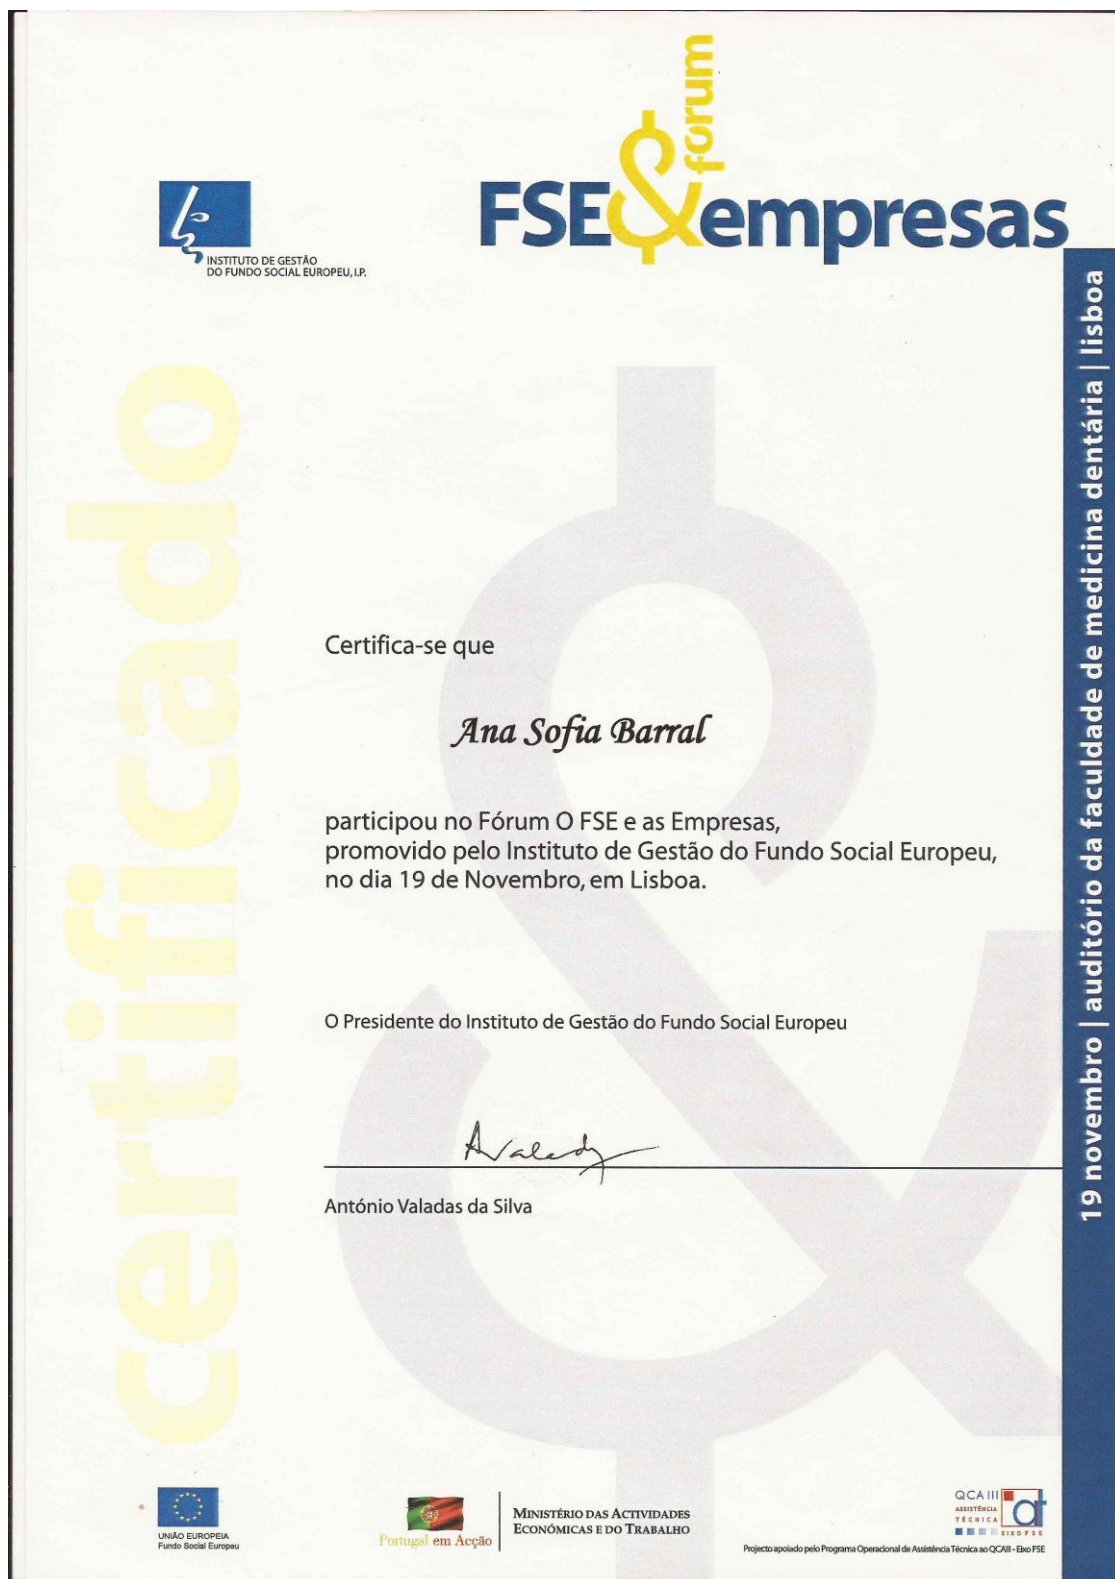 fórum
FSE&empresas
INSTITUTO DE GESTÃO
DO FUNDO SOCIAL EUROPEU, I.P.
19 novembro | auditório da faculdade de medicina dentária | lisboa
certificado
Certifica-se que
Ana Sofia Barral
participou no Fórum O FSE e as Empresas,
promovido pelo Instituto de Gestão do Fundo Social Europeu,
no dia 19 de Novembro, em Lisboa.
O Presidente do Instituto de Gestão do Fundo Social Europeu
António Valadas da Silva
UNIÃO EUROPEIA
Fundo Social Europeu
Portugal em Acção
MINISTÉRIO DAS ACTIVIDADES
ECONÓMICAS E DO TRABALHO
QCA III
ASSISTÊNCIA
TÉCNICA
at
EIXO FSE
Projecto apoiado pelo Programa Operacional de Assistência Técnica ao QCAIII - Eixo FSE